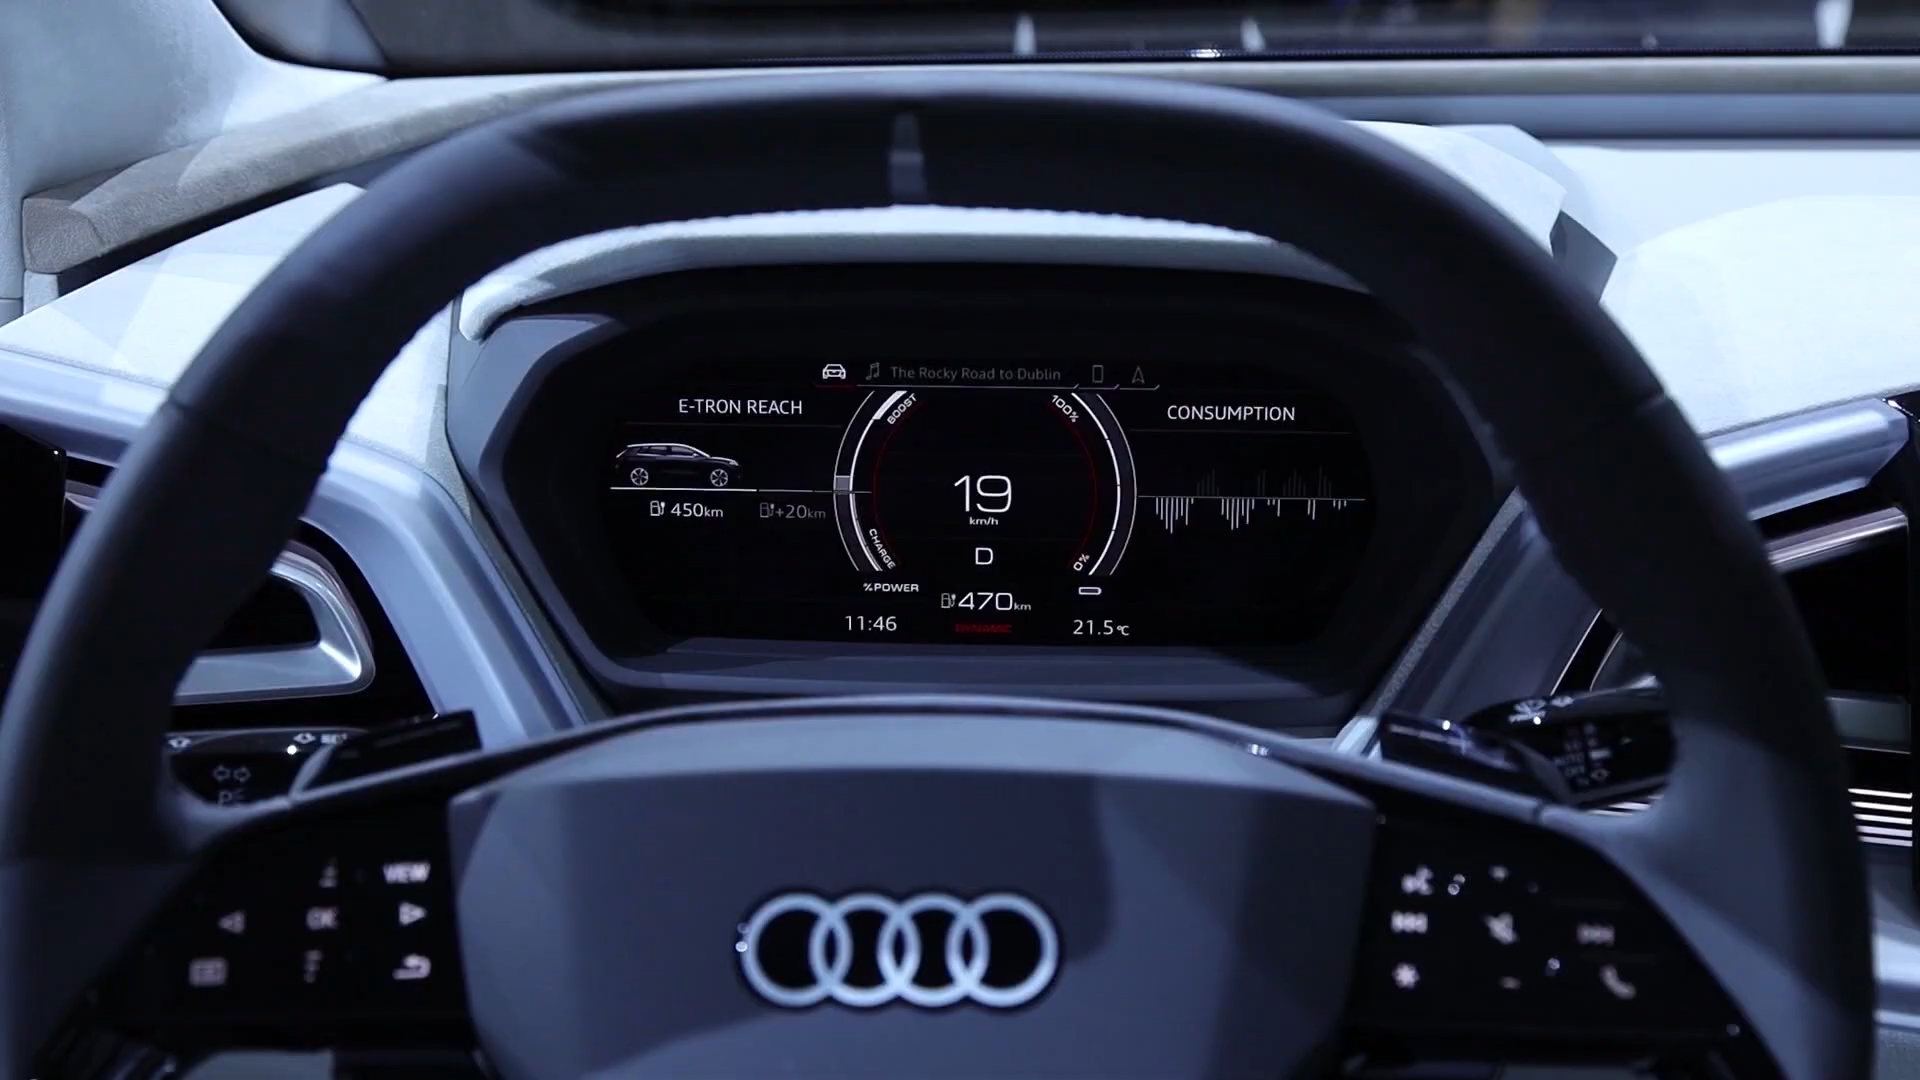 The Rocky Road to Dublin
E-TRON REACH
CONSUMPTION
BOOST
100%
19
km/h
450km
+20km
D
CHARGE
0%
%POWER
470km
11:46
DYNAMIC
21.5°C
VIEW
OK